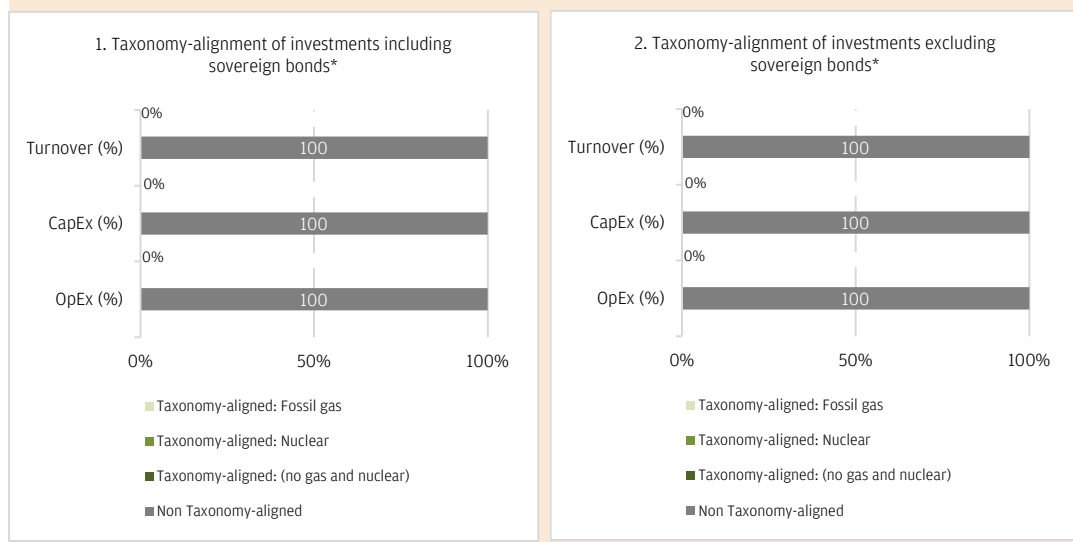 1. Taxonomy-alignment of investments including
sovereign bonds*
0%
Turnover (%)
100
0%
CapEx (%)
100
0%
OpEx (%)
100
0%
50%
100%
Taxonomy-aligned: Fossil gas
Taxonomy-aligned: Nuclear
Taxonomy-aligned: (no gas and nuclear)
Non Taxonomy-aligned
2. Taxonomy-alignment of investments excluding
sovereign bonds*
0%
Turnover (%)
100
0%
CapEx (%)
100
0%
OpEx (%)
100
0%
50%
100%
Taxonomy-aligned: Fossil gas
Taxonomy-aligned: Nuclear
Taxonomy-aligned: (no gas and nuclear)
Non Taxonomy-aligned